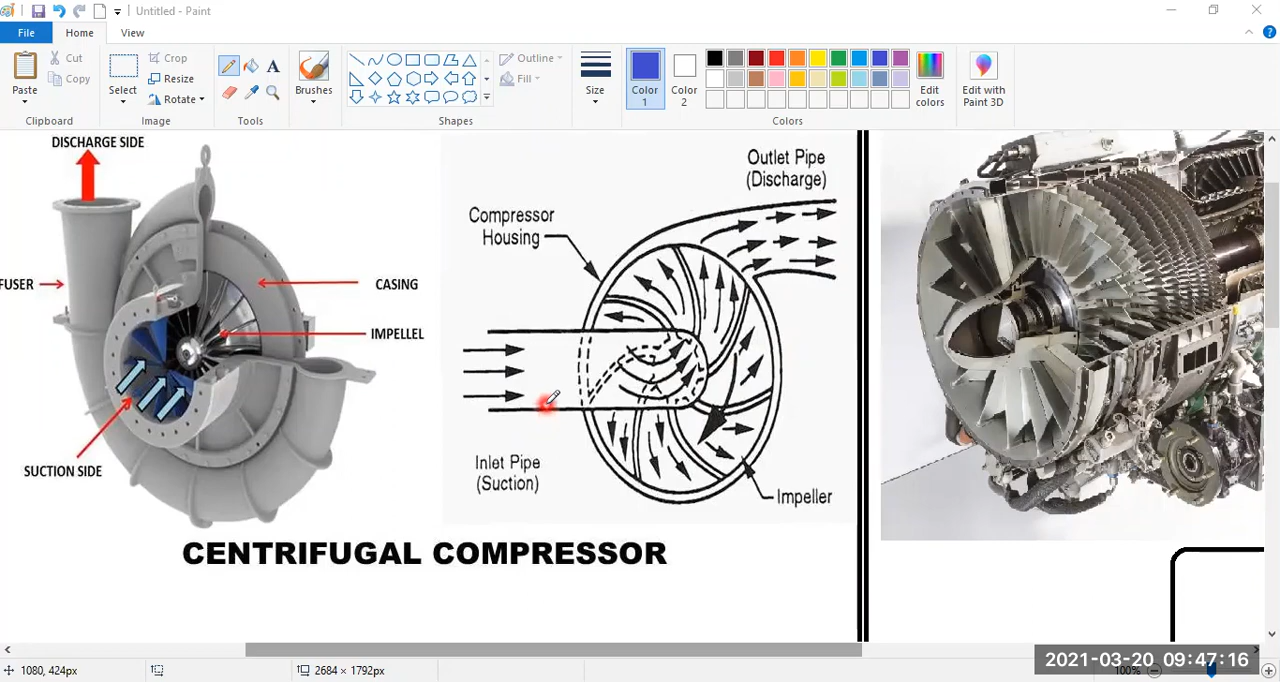 Untitled - Paint
File
Home
View
Paste
Cut
Copy
Clipboard
Select
Crop
Resize
Rotate
Image
A
Tools
Brushes
Outline
Fill
Shapes
Size
Color
1
Color
2
Edit
colors
Colors
Edit with
Paint 3D
DISCHARGE SIDE
FUSER
CASING
IMPELLEL
SUCTION SIDE
Outlet Pipe
(Discharge)
Compressor
Housing
Inlet Pipe
(Suction)
Impeller
CENTRIFUGAL COMPRESSOR
1080, 424px
2684 × 1792px
100%
2021-03-20 09:47:16